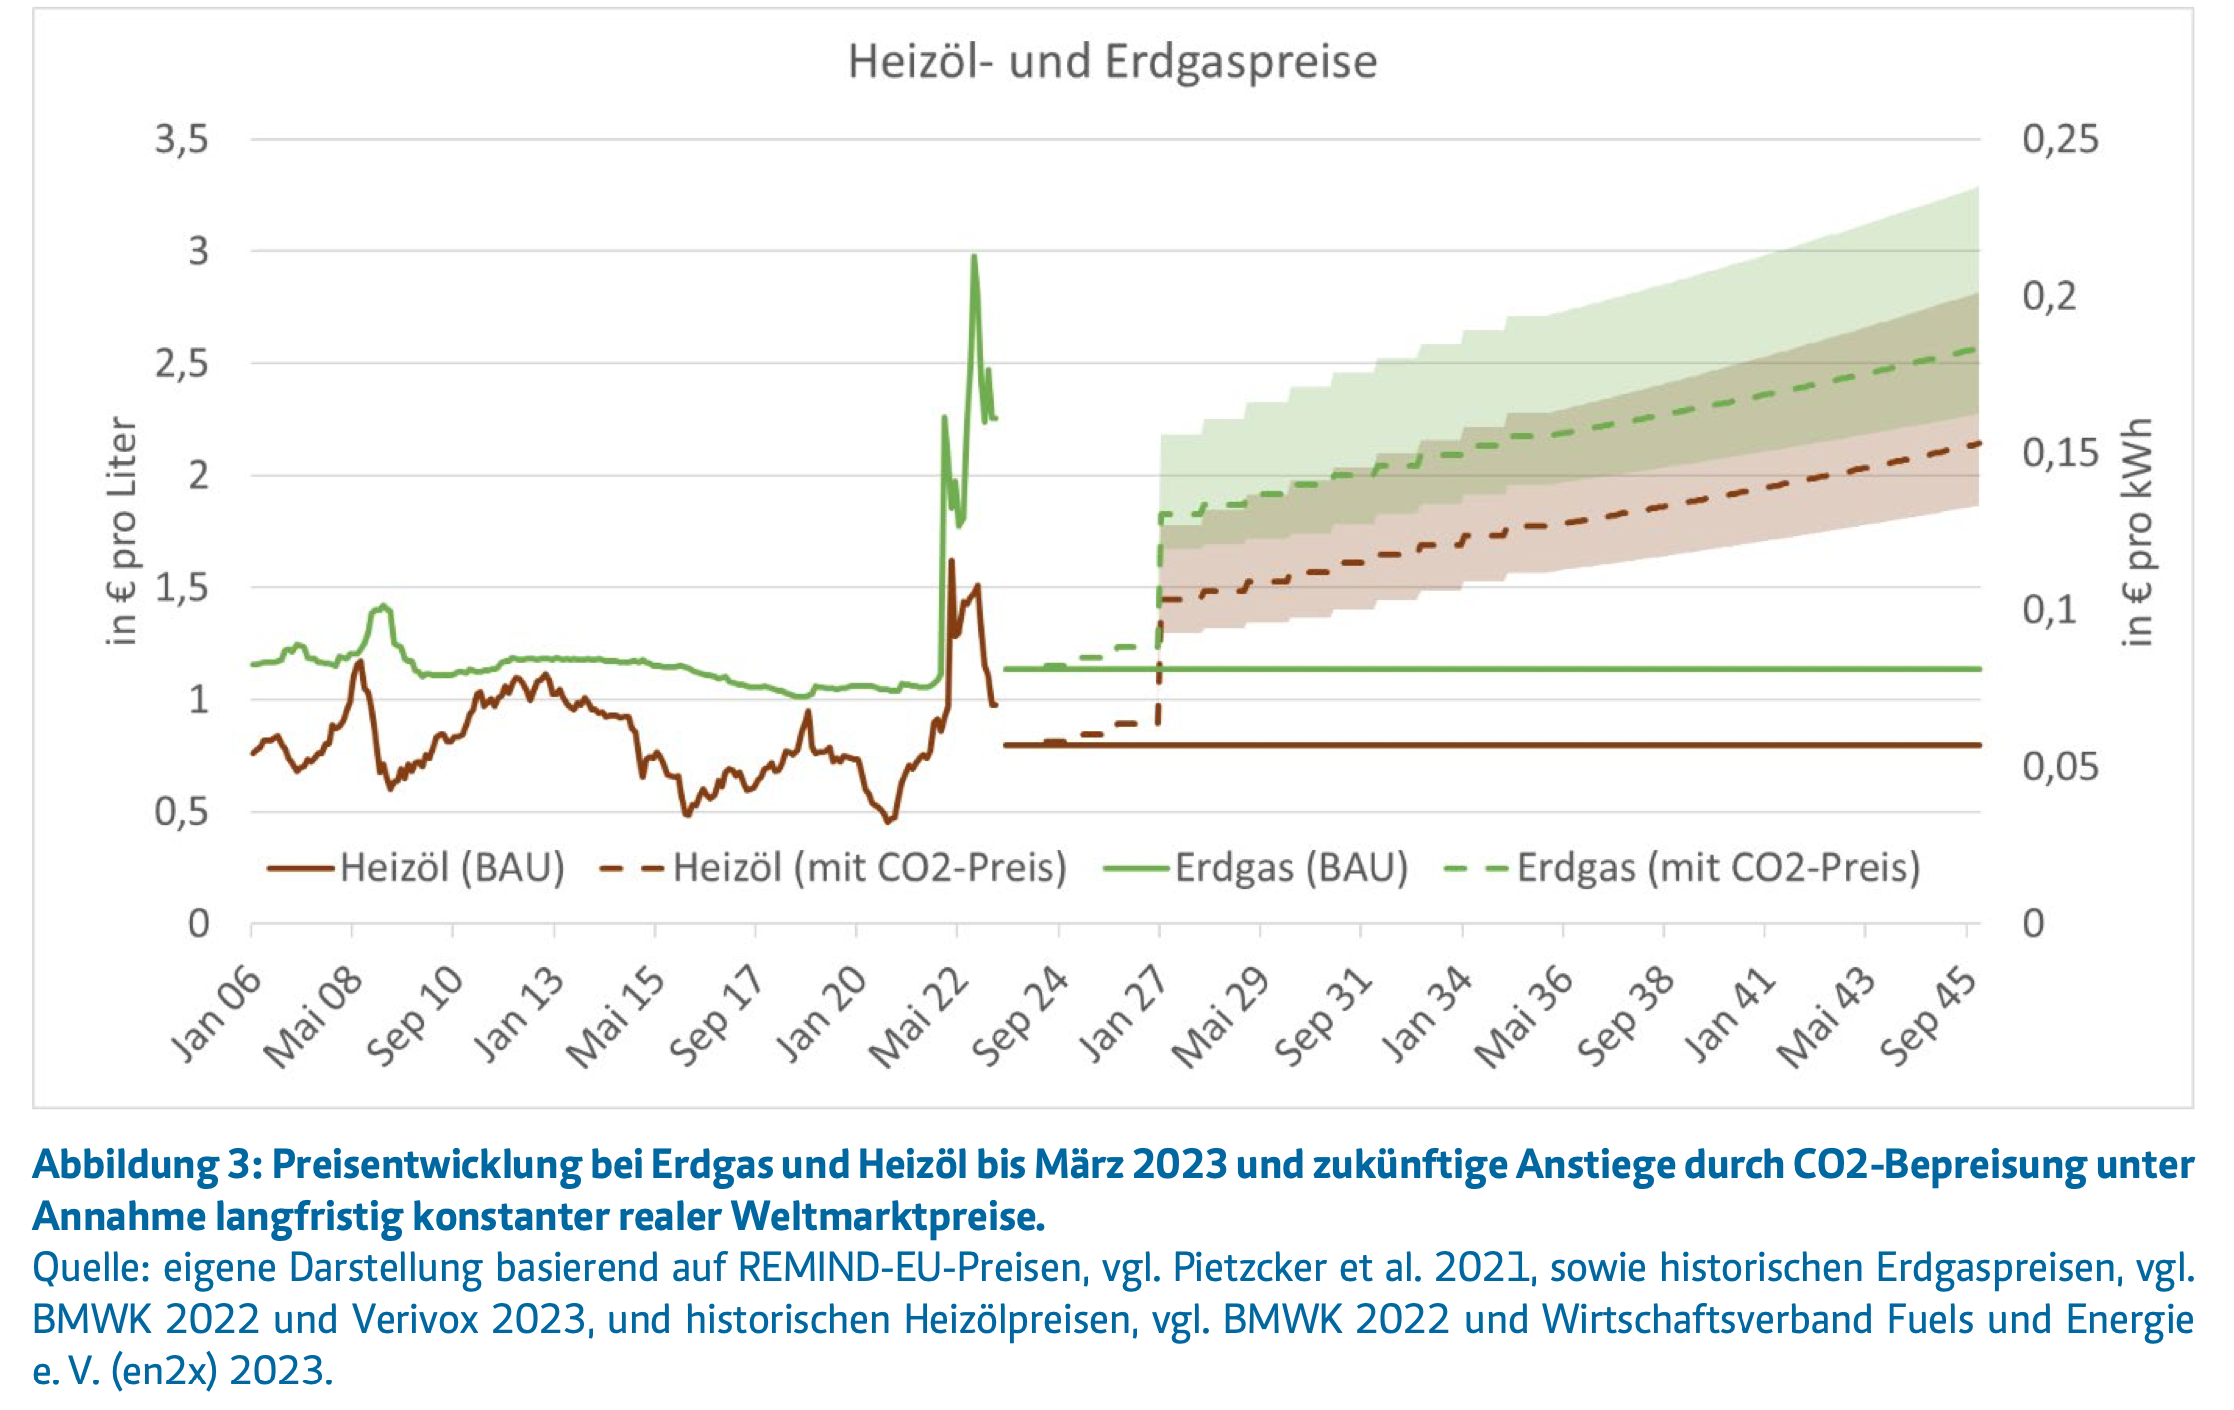 Heizöl- und Erdgaspreise
3,5
3
2,5
2
1,5
1
0,5
0
in € pro Liter
0,25
0,2
0,15
0,1
0,05
0
in € pro kWh
Heizöl (BAU) Heizöl (mit CO2-Preis) Erdgas (BAU) Erdgas (mit CO2-Preis)
Jan 06 Mai 08 Sep 10 Jan 13 Mai 15 Sep 17 Jan 20 Mai 22 Sep 24 Jan 27 Mai 29 Sep 31 Jan 34 Mai 36 Sep 38 Jan 41 Mai 43 Sep 45
Abbildung 3: Preisentwicklung bei Erdgas und Heizöl bis März 2023 und zukünftige Anstiege durch CO2-Bepreisung unter
Annahme langfristig konstanter realer Weltmarktpreise.
Quelle: eigene Darstellung basierend auf REMIND-EU-Preisen, vgl. Pietzcker et al. 2021, sowie historischen Erdgaspreisen, vgl.
BMWK 2022 und Verivox 2023, und historischen Heizölpreisen, vgl. BMWK 2022 und Wirtschaftsverband Fuels und Energie
e. V. (en2x) 2023.